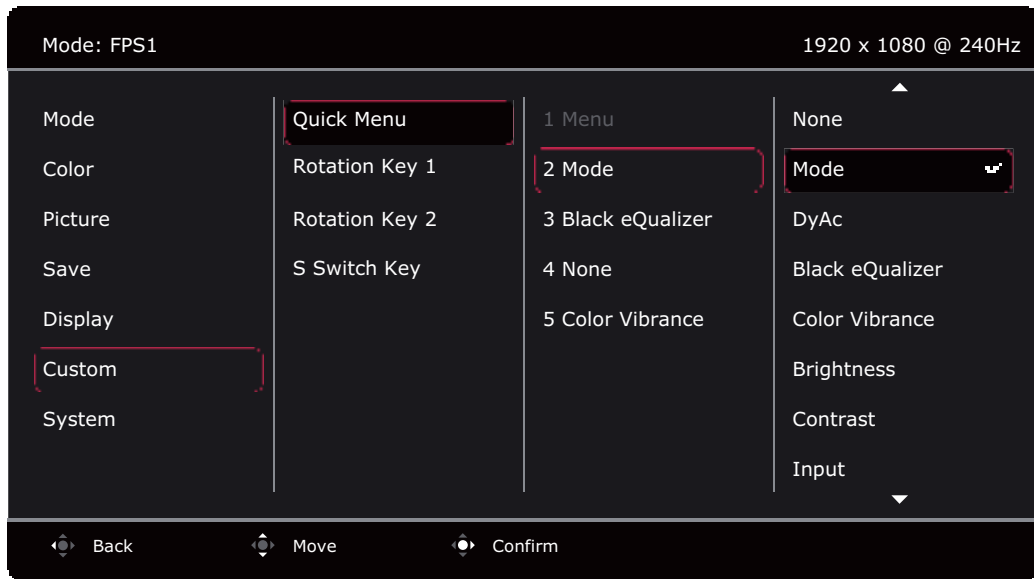 Mode: FPS1
1920 x 1080 @ 240Hz
Mode
Color
Picture
Save
Display
Custom
System
Quick Menu
Rotation Key 1
Rotation Key 2
S Switch Key
1 Menu
2 Mode
3 Black eQualizer
4 None
5 Color Vibrance
None
Mode
DyAc
Black eQualizer
Color Vibrance
Brightness
Contrast
Input
Back
Move
Confirm